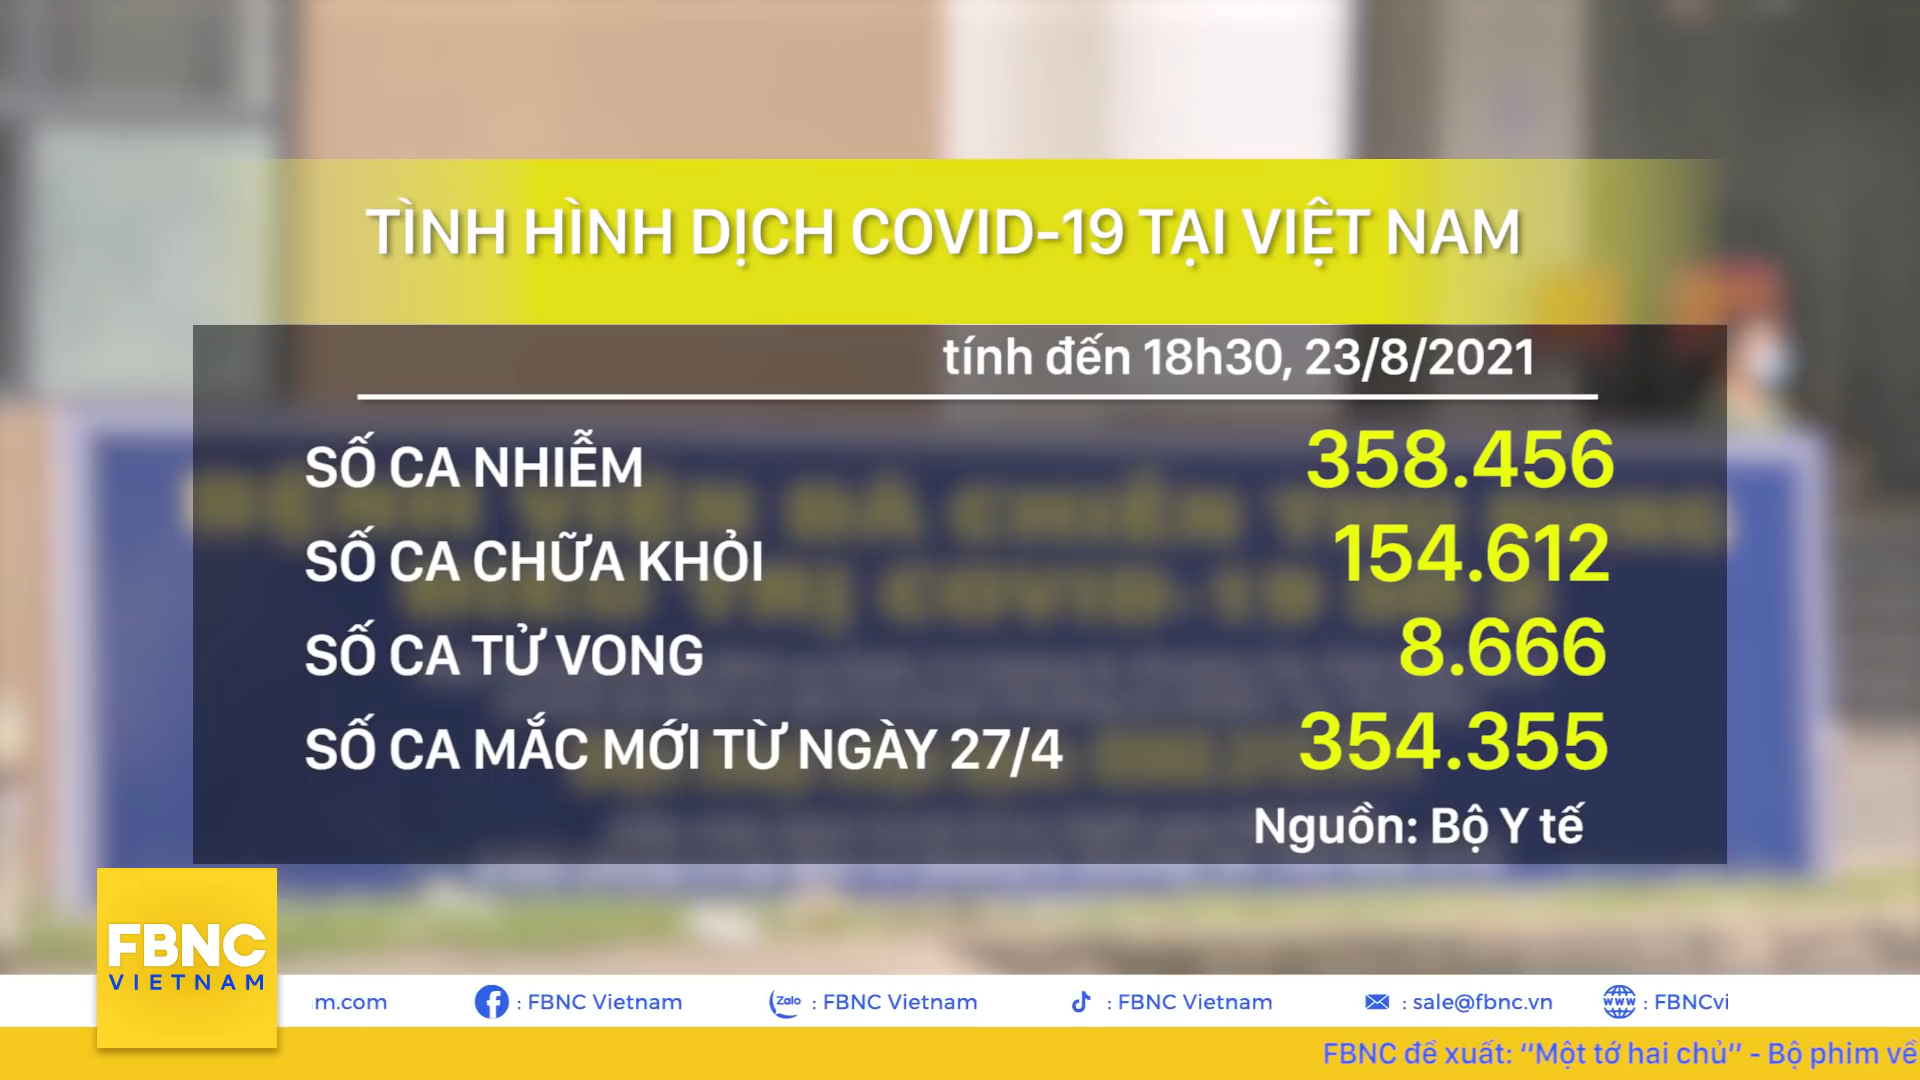 TÌNH HÌNH DỊCH COVID-19 TẠI VIỆT NAM
tính đến 18h30, 23/8/2021
SỐ CA NHIỄM 358.456
SỐ CA CHỮA KHỎI 154.612
SỐ CA TỬ VONG 8.666
SỐ CA MẮC MỚI TỪ NGÀY 27/4 354.355
Nguồn: Bộ Y tế
FBNC
VIETNAM
m.com : FBNC Vietnam Zalo : FBNC Vietnam : FBNC Vietnam : sale@fbnc.vn www : FBNCvi
FBNC đề xuất: “Một tớ hai chủ” - Bộ phim về